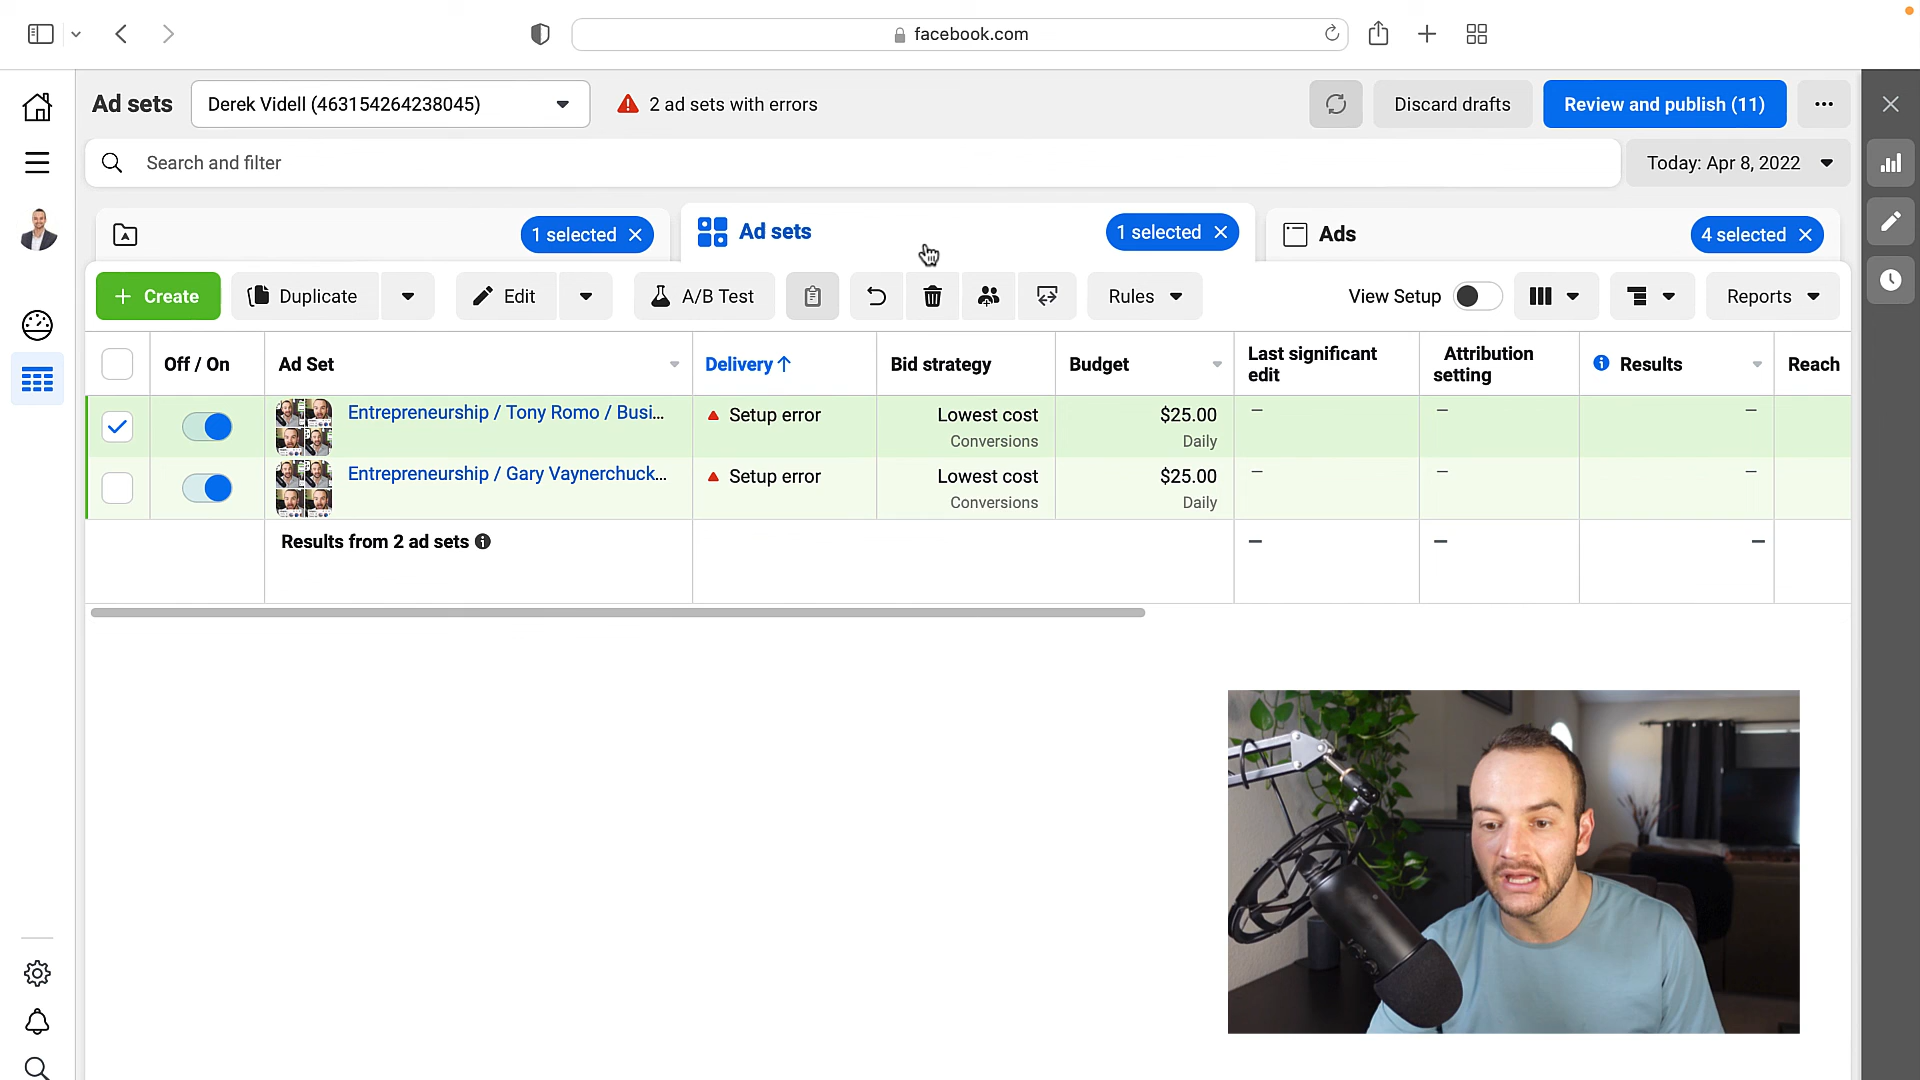 facebook.com
Ad sets
Derek Videll (463154264238045)
2 ad sets with errors
Discard drafts
Review and publish (11)
Search and filter
Today: Apr 8, 2022
1 selected
Ad sets
1 selected
Ads
4 selected
Create
Duplicate
Edit
A/B Test
Rules
View Setup
Reports
Off / On
Ad Set
Delivery
Bid strategy
Budget
Last significant
edit
Attribution
setting
Results
Reach
Entrepreneurship / Tony Romo / Busi...
Setup error
Lowest cost
Conversions
$25.00
Daily
Entrepreneurship / Gary Vaynerchuck...
Setup error
Lowest cost
Conversions
$25.00
Daily
Results from 2 ad sets